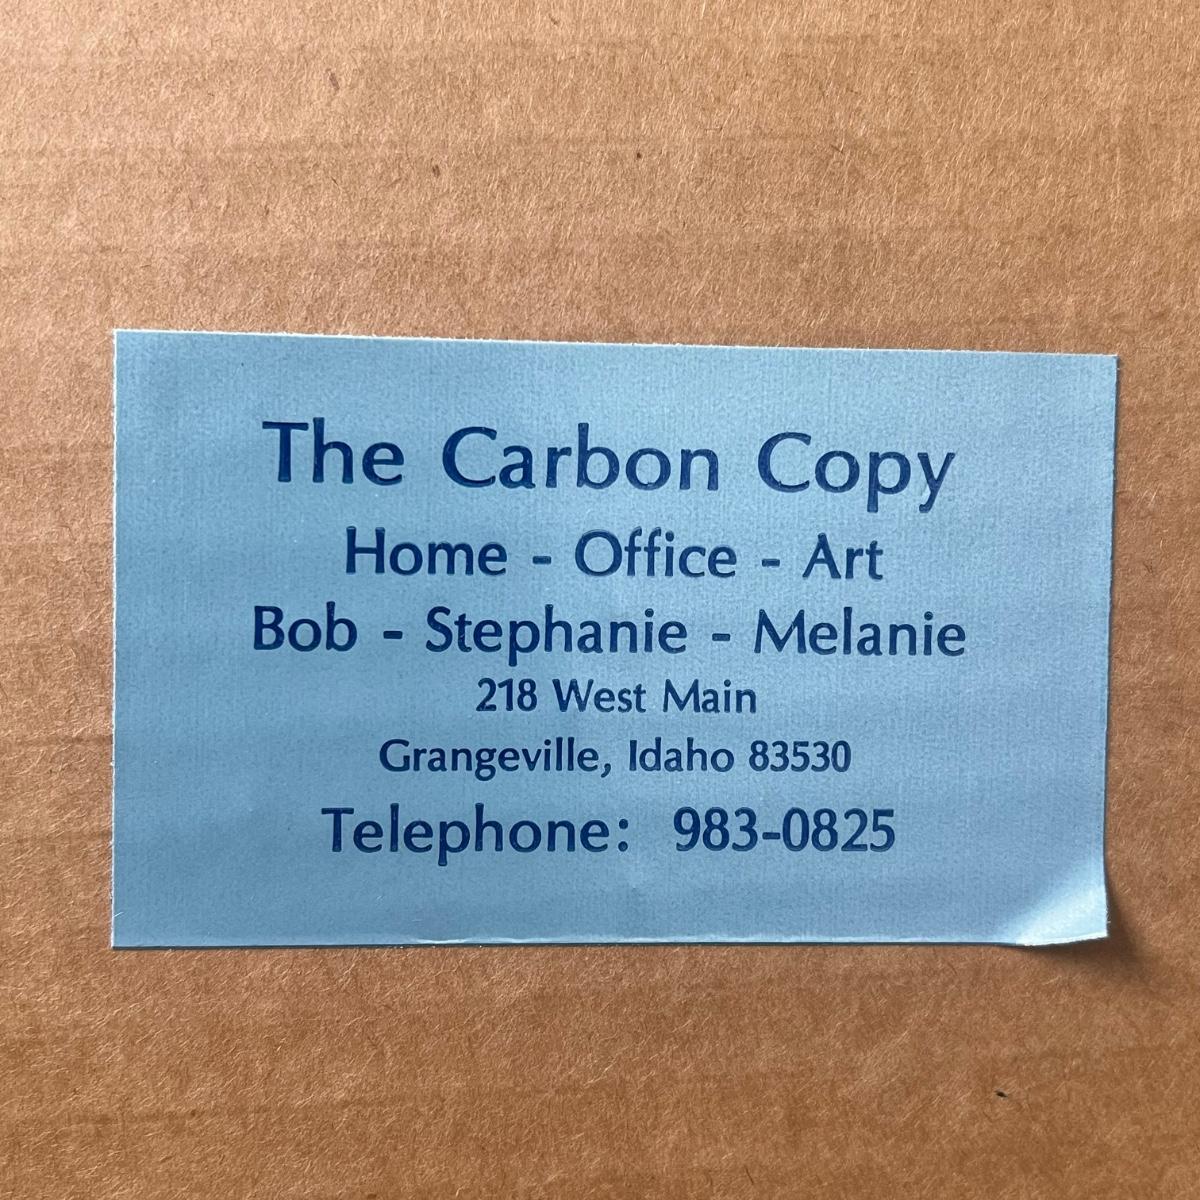 The Carbon Copy
Home - Office - Art
Bob - Stephanie - Melanie
218 West Main
Grangeville, Idaho 83530
Telephone: 983-0825